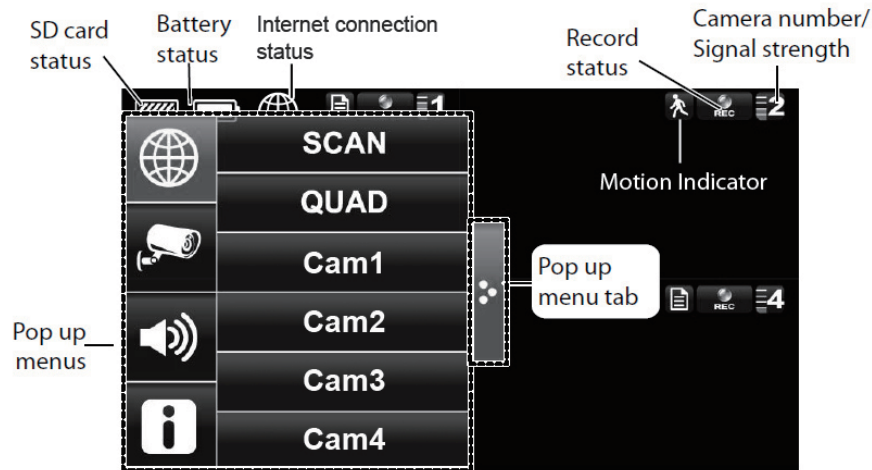 SD card
status
Battery
status
Internet connection
status
Record
status
Camera number/
Signal strength
1
REC
2
Motion Indicator
SCAN
QUAD
Cam1
Cam2
Cam3
Cam4
Pop up
menu tab
REC
4
Pop up
menus
i